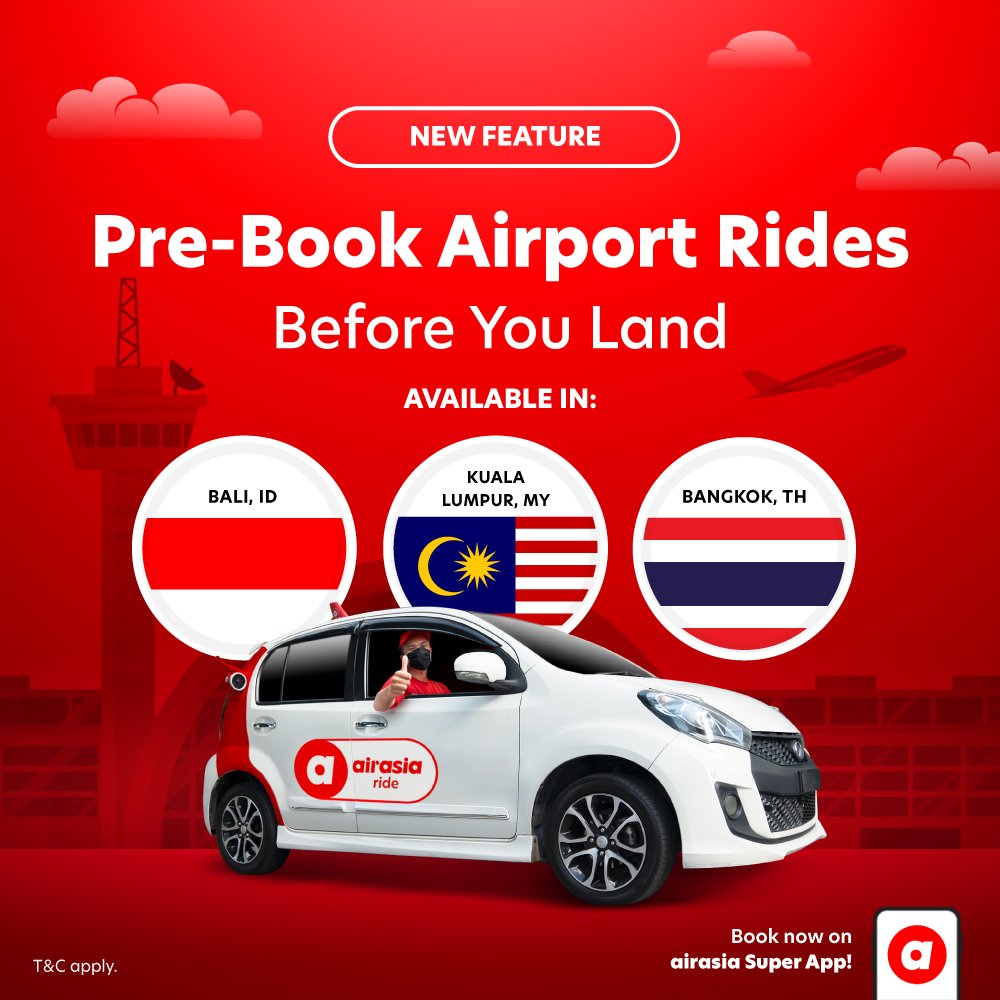 NEW FEATURE
Pre-Book Airport Rides
Before You Land
AVAILABLE IN:
BALI, ID
KUALA
LUMPUR, MY
BANGKOK, TH
a airasia
ride
Book now on
airasia Super App!
a
T&C apply.